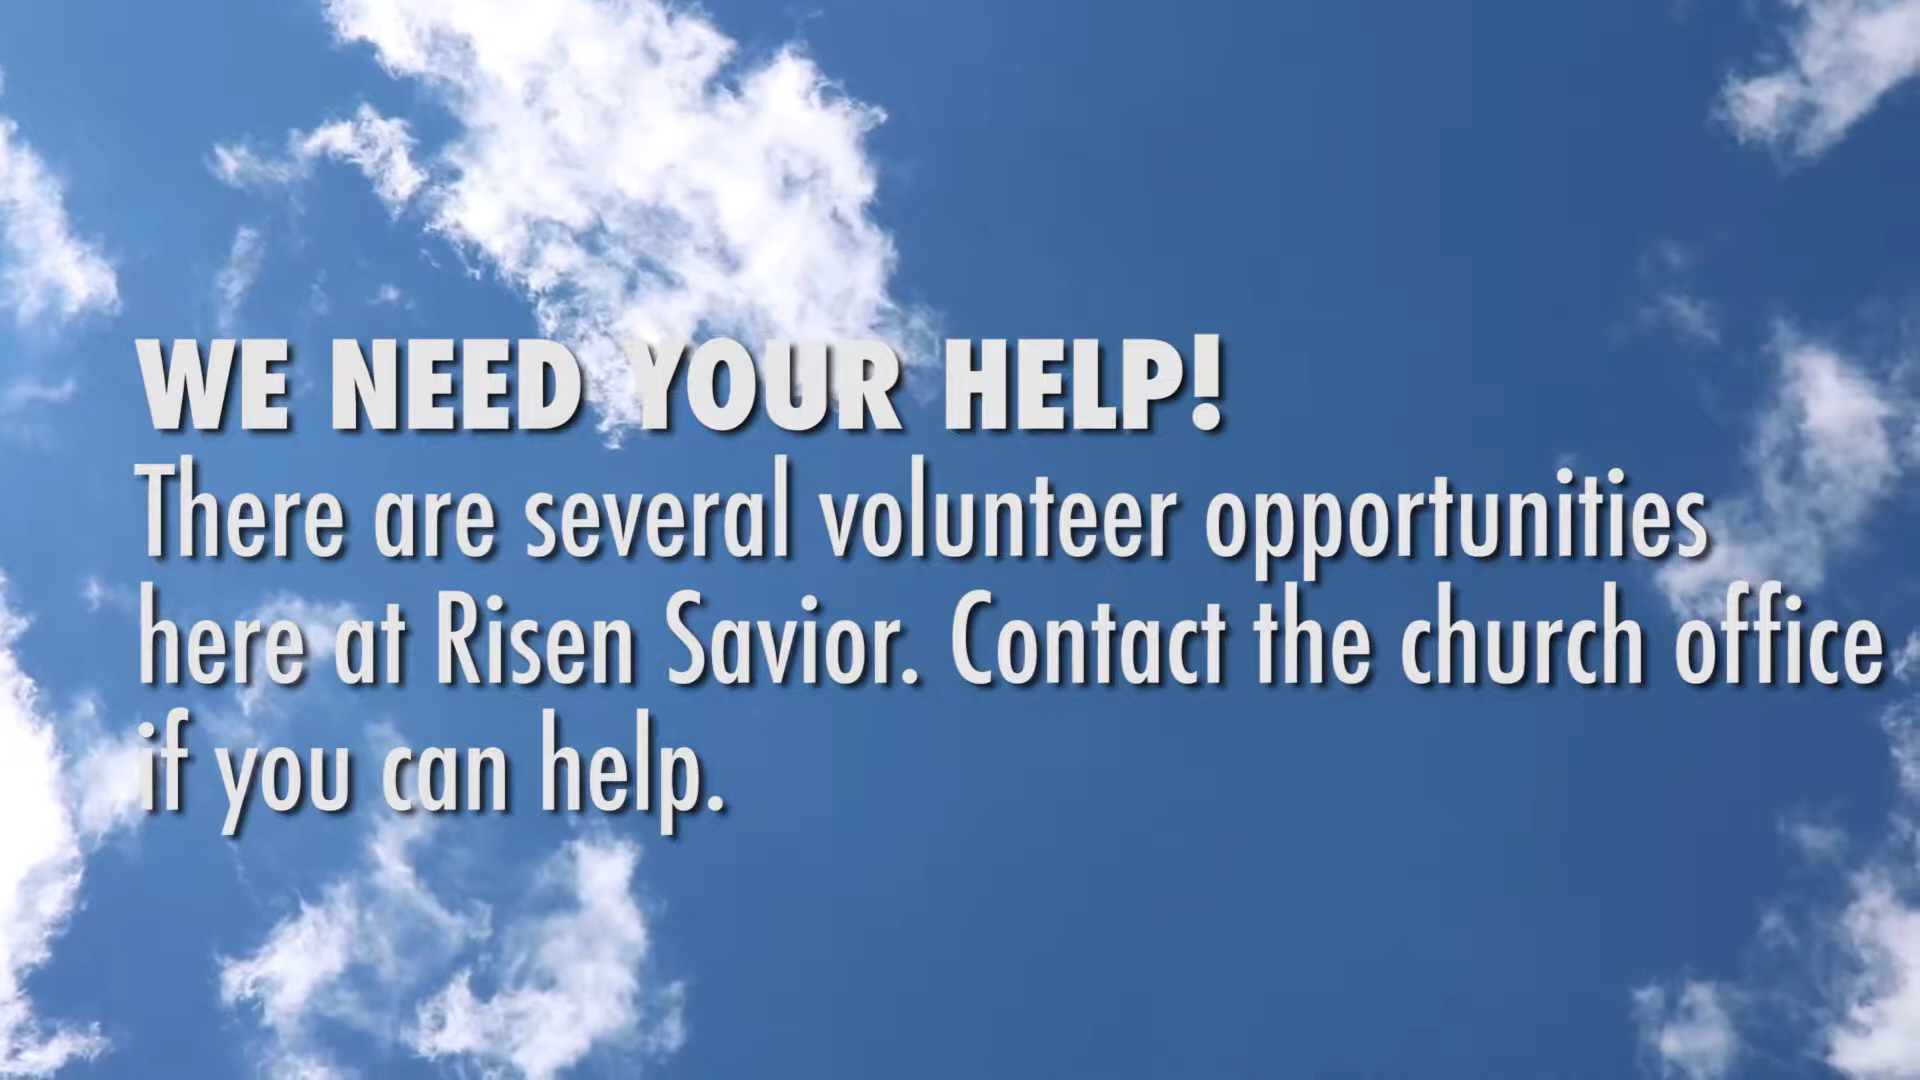 WE NEED YOUR HELP!
There are several volunteer opportunities
here at Risen Savior. Contact the church office
if you can help.